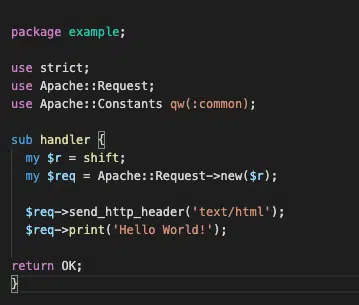 package example;
use strict;
use Apache::Request;
use Apache::Constants qw(:common);
sub handler {
my $r = shift;
my $req = Apache::Request->new($r);
$req->send_http_header('text/html');
$req->print('Hello World!');
return OK;
}